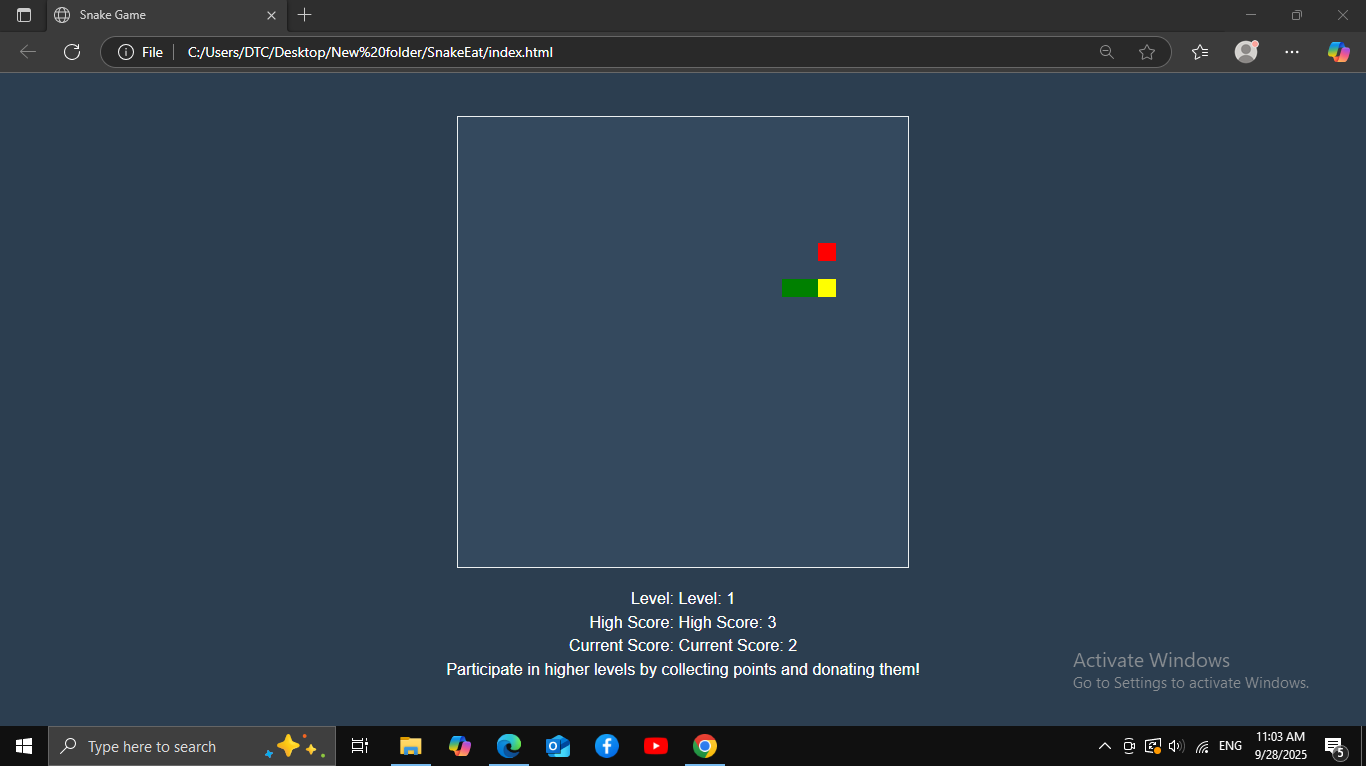 Snake Game
File
C:/Users/DTC/Desktop/New%20folder/SnakeEat/index.html
Level: Level: 1
High Score: High Score: 3
Current Score: Current Score: 2
Participate in higher levels by collecting points and donating them!
Activate Windows
Go to Settings to activate Windows.
Type here to search
ENG
11:03 AM
9/28/2025
5